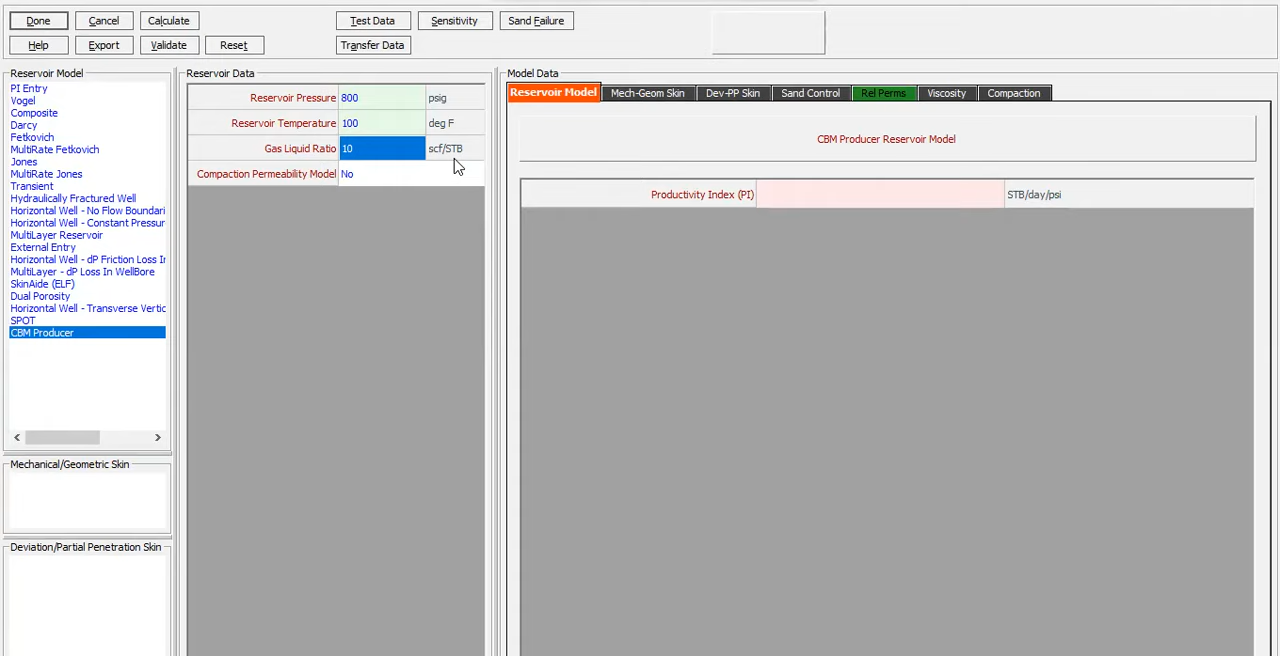 Done Cancel Calculate Test Data Sensitivity Sand Failure
Help Export Validate Reset Transfer Data
Reservoir Model
PI Entry
Vogel
Composite
Darcy
Fetkovich
MultiRate Fetkovich
Jones
MultiRate Jones
Transient
Hydraulically Fractured Well
Horizontal Well - No Flow Boundari
Horizontal Well - Constant Pressur
MultiLayer Reservoir
External Entry
Horizontal Well - dP Friction Loss In
MultiLayer - dP Loss In WellBore
SkinAide (ELF)
Dual Porosity
Horizontal Well - Transverse Vertic
SPOT
CBM Producer
Mechanical/Geometric Skin
Deviation/Partial Penetration Skin
Reservoir Data
Reservoir Pressure 800 psig
Reservoir Temperature 100 deg F
Gas Liquid Ratio 10 scf/STB
Compaction Permeability Model No
Model Data
Reservoir Model Mech-Geom Skin Dev-PP Skin Sand Control Rel Perms Viscosity Compaction
CBM Producer Reservoir Model
Productivity Index (PI) STB/day/psi